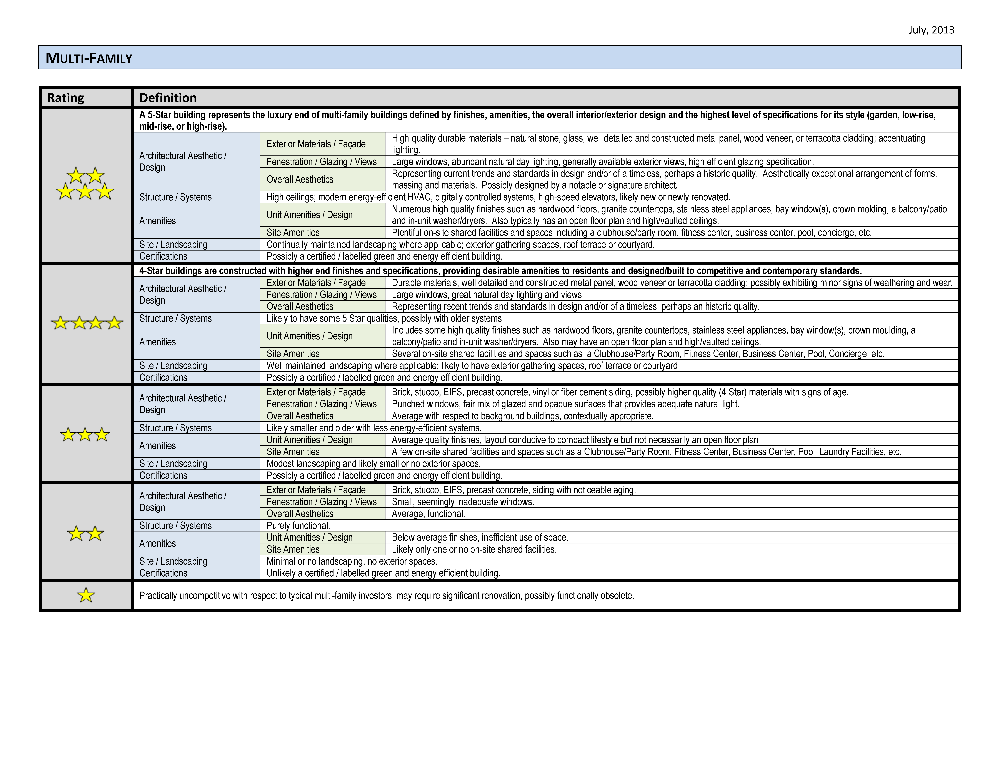 July, 2013
MULTI-FAMILY
Rating
Definition
A 5-Star building represents the luxury end of multi-family buildings defined by finishes, amenities, the overall interior/exterior design and the highest level of specifications for its style (garden, low-rise,
mid-rise, or high-rise).
Architectural Aesthetic /
Design
Exterior Materials / Façade
High-quality durable materials – natural stone, glass, well detailed and constructed metal panel, wood veneer, or terracotta cladding; accentuating
lighting.
Fenestration / Glazing / Views
Large windows, abundant natural day lighting, generally available exterior views, high efficient glazing specification.
Overall Aesthetics
Representing current trends and standards in design and/or of a timeless, perhaps a historic quality.  Aesthetically exceptional arrangement of forms,
massing and materials.  Possibly designed by a notable or signature architect.
Structure / Systems
High ceilings; modern energy-efficient HVAC, digitally controlled systems, high-speed elevators, likely new or newly renovated.
Amenities
Unit Amenities / Design
Numerous high quality finishes such as hardwood floors, granite countertops, stainless steel appliances, bay window(s), crown molding, a balcony/patio
and in-unit washer/dryers.  Also typically has an open floor plan and high/vaulted ceilings.
Site Amenities
Plentiful on-site shared facilities and spaces including a clubhouse/party room, fitness center, business center, pool, concierge, etc.
Site / Landscaping
Continually maintained landscaping where applicable; exterior gathering spaces, roof terrace or courtyard.
Certifications
Possibly a certified / labelled green and energy efficient building.
4-Star buildings are constructed with higher end finishes and specifications, providing desirable amenities to residents and designed/built to competitive and contemporary standards.
Architectural Aesthetic /
Design
Exterior Materials / Façade
Durable materials, well detailed and constructed metal panel, wood veneer or terracotta cladding; possibly exhibiting minor signs of weathering and wear.
Fenestration / Glazing / Views
Large windows, great natural day lighting and views.
Overall Aesthetics
Representing recent trends and standards in design and/or of a timeless, perhaps an historic quality.
Structure / Systems
Likely to have some 5 Star qualities, possibly with older systems.
Amenities
Unit Amenities / Design
Includes some high quality finishes such as hardwood floors, granite countertops, stainless steel appliances, bay window(s), crown moulding, a
balcony/patio and in-unit washer/dryers.  Also may have an open floor plan and high/vaulted ceilings.
Site Amenities
Several on-site shared facilities and spaces such as  a Clubhouse/Party Room, Fitness Center, Business Center, Pool, Concierge, etc.
Site / Landscaping
Well maintained landscaping where applicable; likely to have exterior gathering spaces, roof terrace or courtyard.
Certifications
Possibly a certified / labelled green and energy efficient building.
Architectural Aesthetic /
Design
Exterior Materials / Façade
Brick, stucco, EIFS, precast concrete, vinyl or fiber cement siding, possibly higher quality (4 Star) materials with signs of age.
Fenestration / Glazing / Views
Punched windows, fair mix of glazed and opaque surfaces that provides adequate natural light.
Overall Aesthetics
Average with respect to background buildings, contextually appropriate.
Structure / Systems
Likely smaller and older with less energy-efficient systems.
Amenities
Unit Amenities / Design
Average quality finishes, layout conducive to compact lifestyle but not necessarily an open floor plan
Site Amenities
A few on-site shared facilities and spaces such as a Clubhouse/Party Room, Fitness Center, Business Center, Pool, Laundry Facilities, etc.
Site / Landscaping
Modest landscaping and likely small or no exterior spaces.
Certifications
Possibly a certified / labelled green and energy efficient building.
Architectural Aesthetic /
Design
Exterior Materials / Façade
Brick, stucco, EIFS, precast concrete, siding with noticeable aging.
Fenestration / Glazing / Views
Small, seemingly inadequate windows.
Overall Aesthetics
Average, functional.
Structure / Systems
Purely functional.
Amenities
Unit Amenities / Design
Below average finishes, inefficient use of space.
Site Amenities
Likely only one or no on-site shared facilities.
Site / Landscaping
Minimal or no landscaping, no exterior spaces.
Certifications
Unlikely a certified / labelled green and energy efficient building.
Practically uncompetitive with respect to typical multi-family investors, may require significant renovation, possibly functionally obsolete.